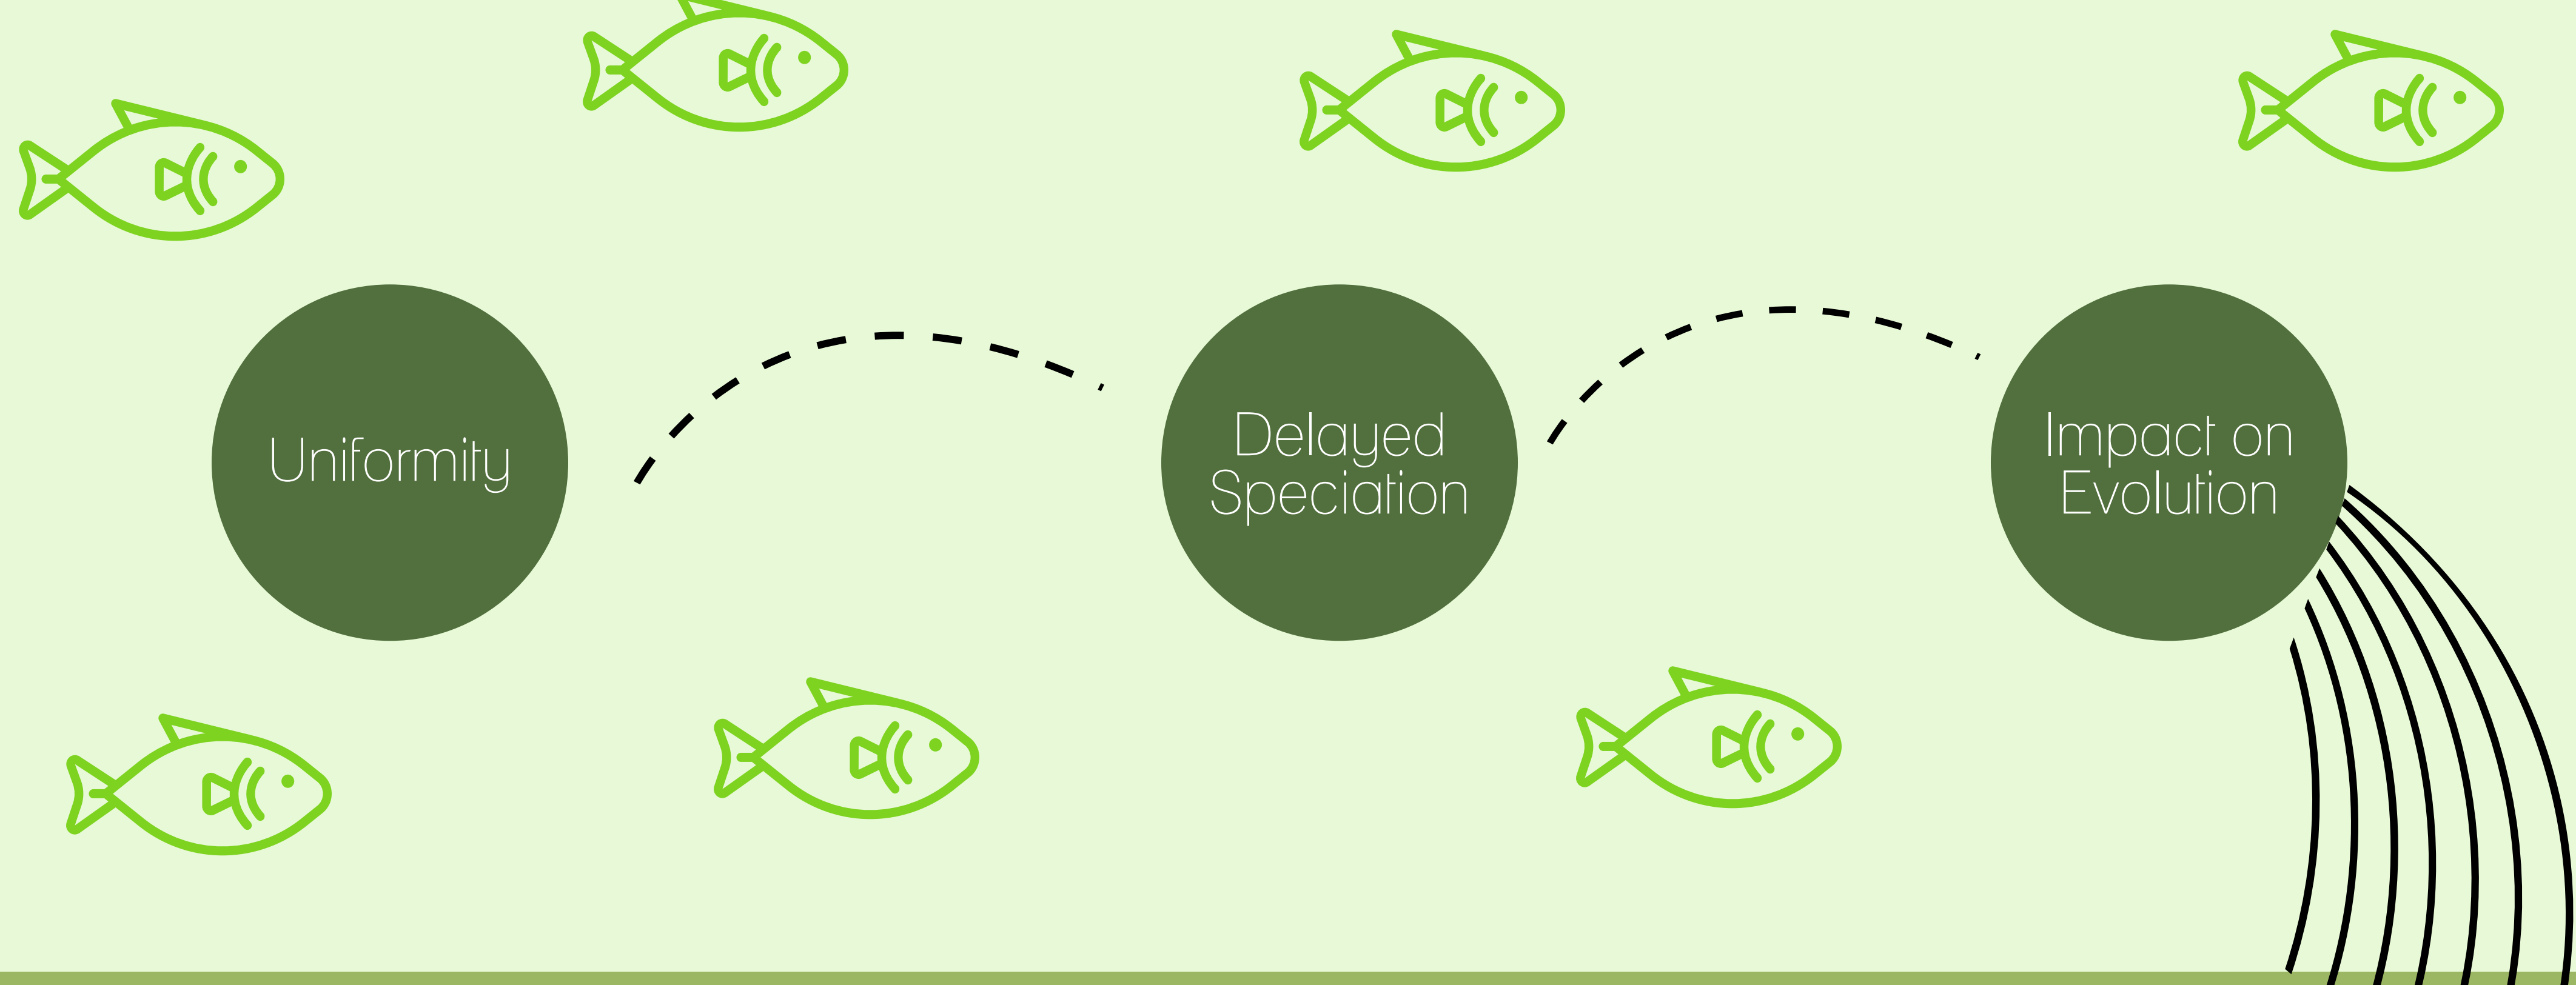 Uniformity
Delayed
Speciation
Impact on
Evolution